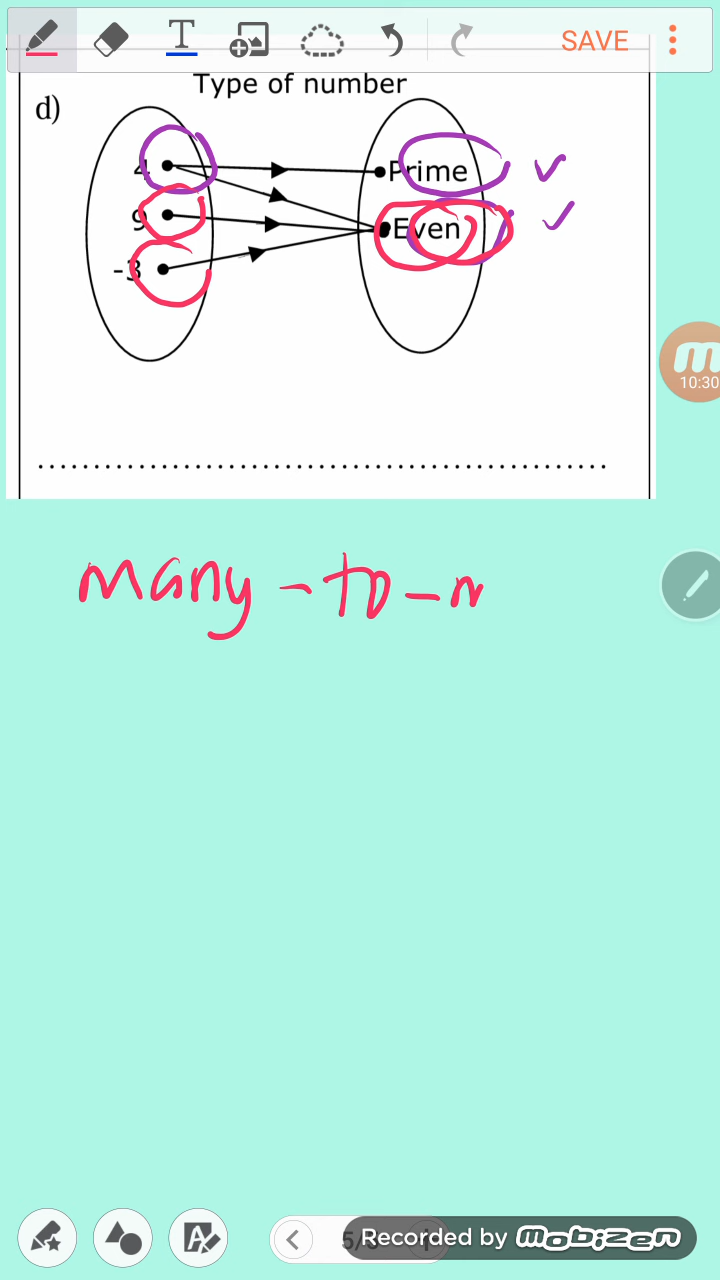 T SAVE
Type of number
d)
4 Prime
9 Even
-3
10:30
many-to-m
Recorded by mobizen